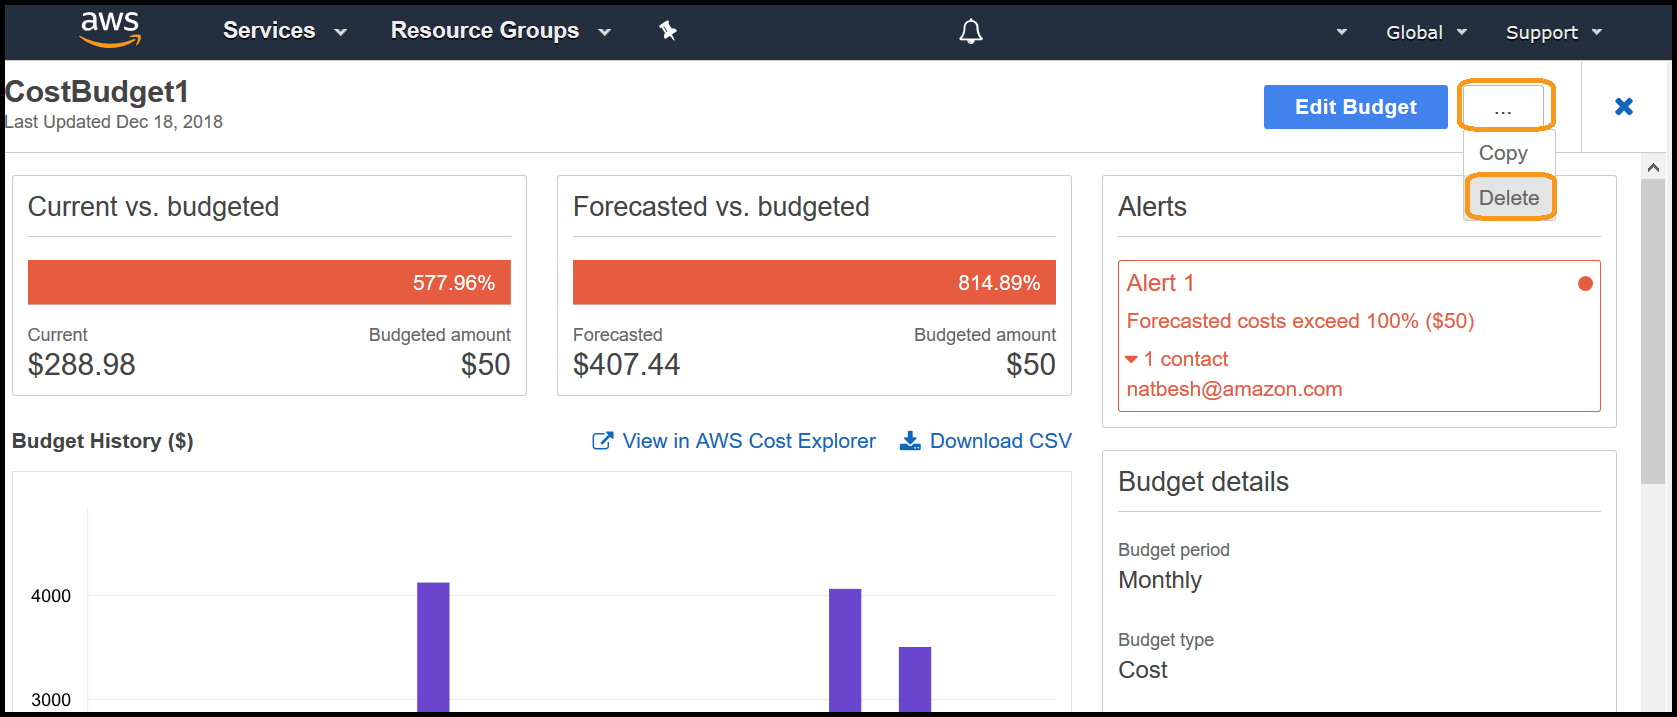 aws Services Resource Groups Global Support
CostBudget1
Last Updated Dec 18, 2018
Edit Budget
...
Copy
Delete
Current vs. budgeted
577.96%
Current Budgeted amount
$288.98 $50
Forecasted vs. budgeted
814.89%
Forecasted Budgeted amount
$407.44 $50
Alerts
Alert 1
Forecasted costs exceed 100% ($50)
1 contact
natbesh@amazon.com
Budget History ($) View in AWS Cost Explorer Download CSV
4000
3000
Budget details
Budget period
Monthly
Budget type
Cost